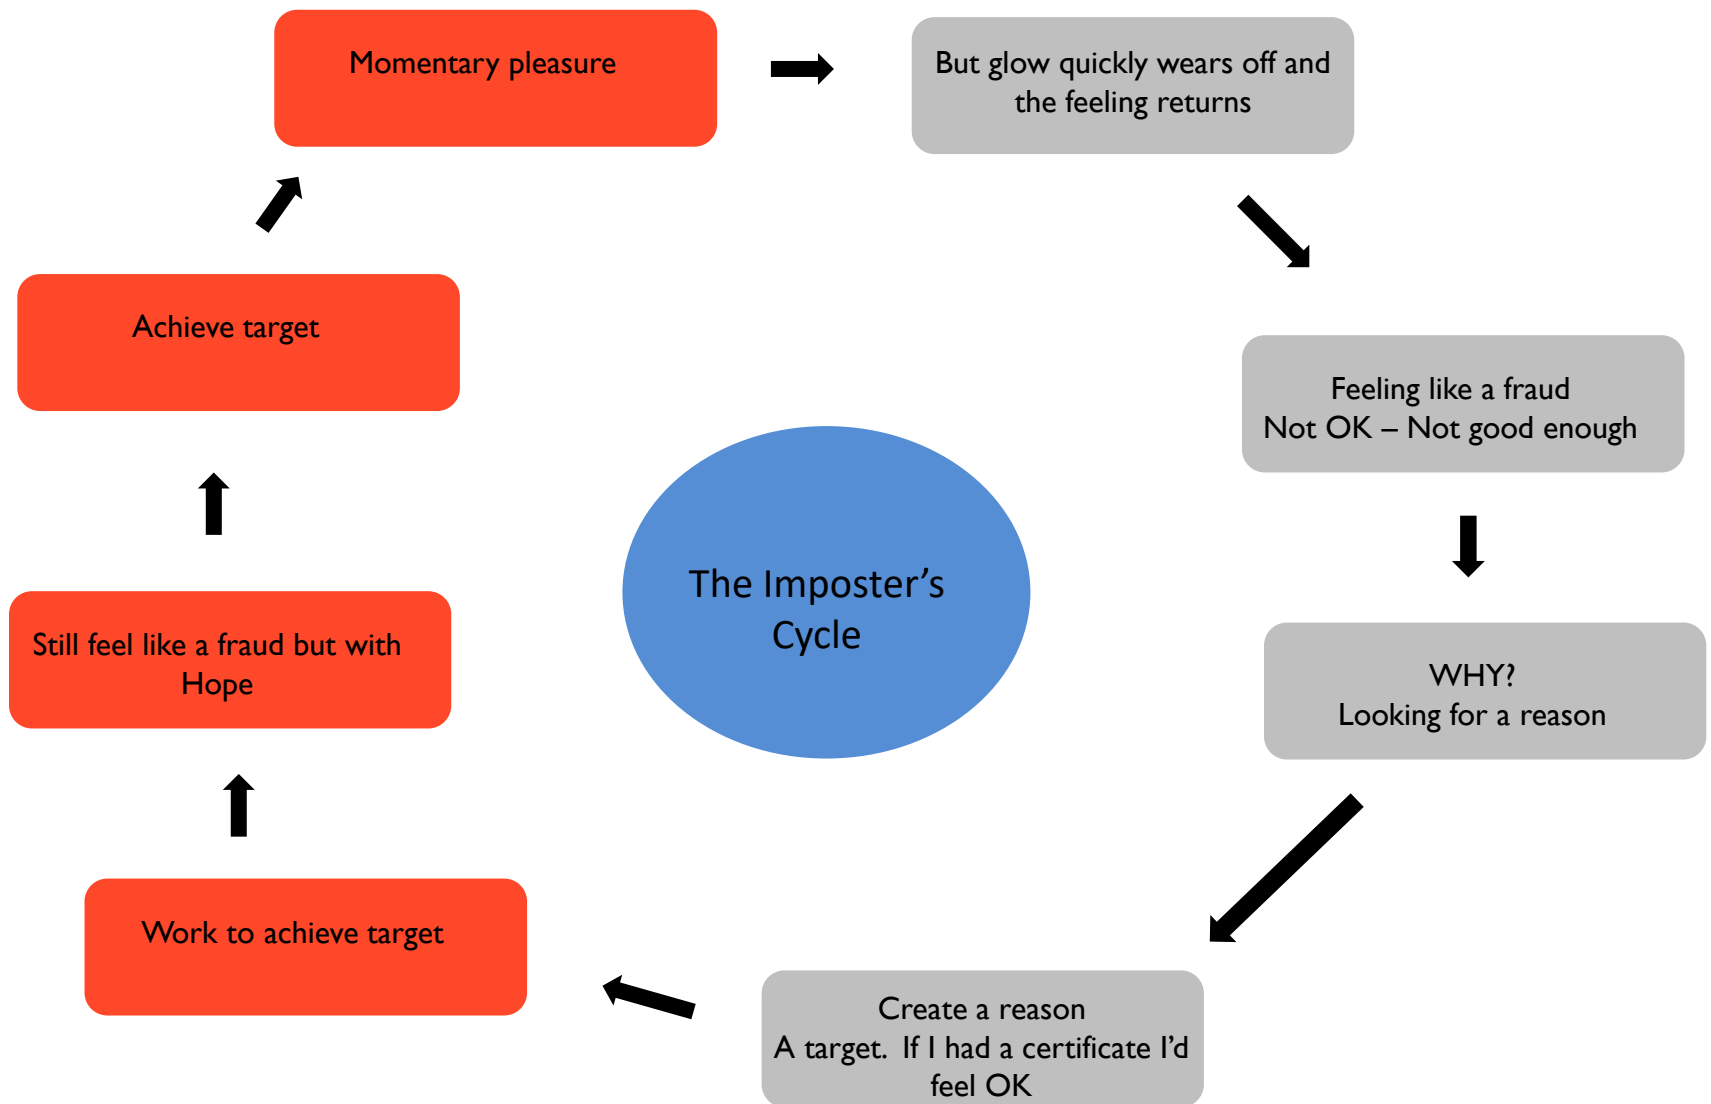 Momentary pleasure
But glow quickly wears off and
the feeling returns
Feeling like a fraud
Not OK – Not good enough
WHY?
Looking for a reason
Create a reason
A target.  If I had a certificate I’d
feel OK
Work to achieve target
Still feel like a fraud but with
Hope
Achieve target
The Imposter’s
Cycle